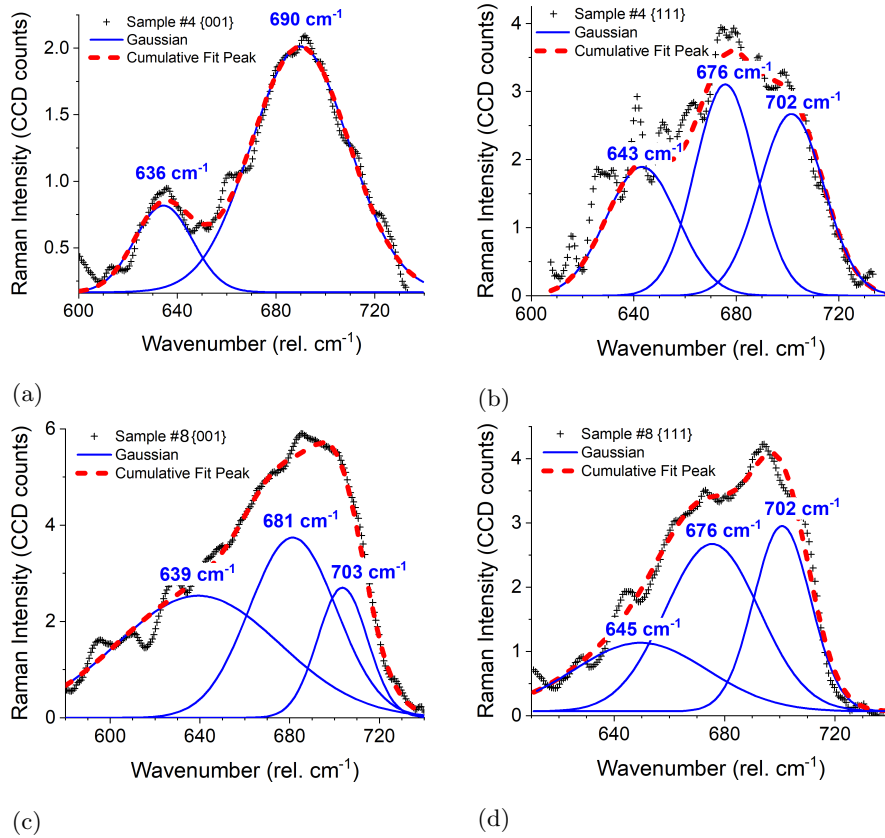 Sample #4 {001}
Gaussian
Cumulative Fit Peak
690 cm-1
636 cm-1
2.0
1.5
1.0
0.5
600
640
680
720
Raman Intensity (CCD counts)
Wavenumber (rel. cm-1)
(a)
Sample #4 {111}
Gaussian
Cumulative Fit Peak
676 cm-1
702 cm-1
643 cm-1
4
3
2
1
0
600
640
680
720
Raman Intensity (CCD counts)
Wavenumber (rel. cm-1)
(b)
Sample #8 {001}
Gaussian
Cumulative Fit Peak
681 cm-1
639 cm-1
703 cm-1
6
4
2
0
600
640
680
720
Raman Intensity (CCD counts)
Wavenumber (rel. cm-1)
(c)
Sample #8 {111}
Gaussian
Cumulative Fit Peak
702 cm-1
676 cm-1
645 cm-1
4
3
2
1
0
640
680
720
Raman Intensity (CCD counts)
Wavenumber (rel. cm-1)
(d)